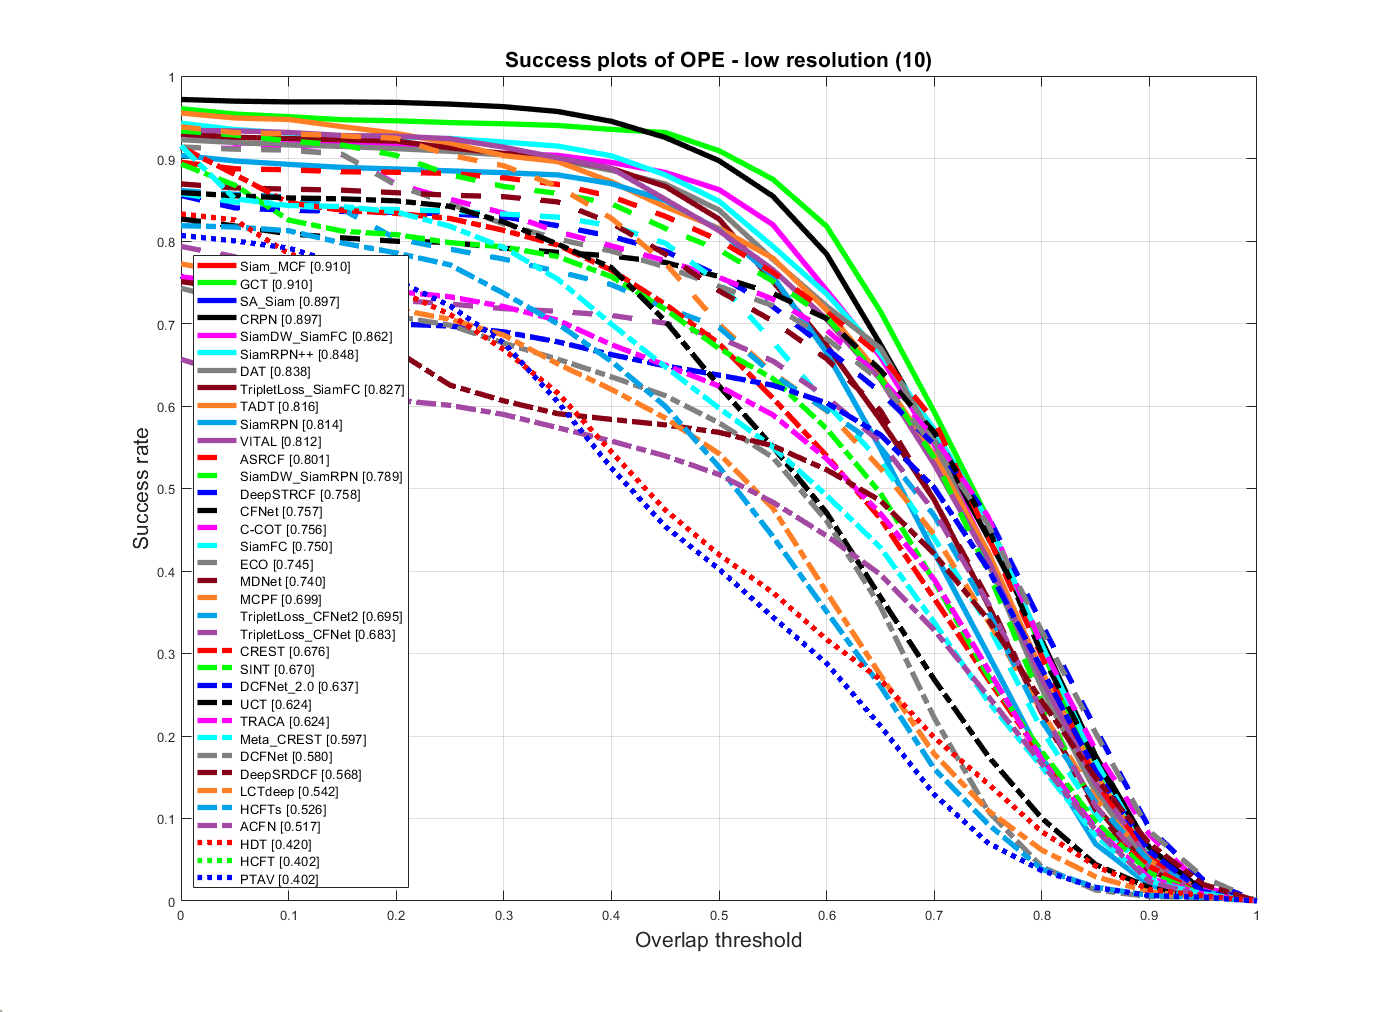 Success plots of OPE - low resolution (10)
1
0.9
0.8
0.7
0.6
0.5
0.4
0.3
0.2
0.1
0
Success rate
Siam_MCF [0.910]
GCT [0.910]
SA_Siam [0.897]
CRPN [0.897]
SiamDW_SiamFC [0.862]
SiamRPN++ [0.848]
DAT [0.838]
TripletLoss_SiamFC [0.827]
TADT [0.816]
SiamRPN [0.814]
VITAL [0.812]
ASRCF [0.801]
SiamDW_SiamRPN [0.789]
DeepSTRCF [0.758]
CFNet [0.757]
C-COT [0.756]
SiamFC [0.750]
ECO [0.745]
MDNet [0.740]
MCPF [0.699]
TripletLoss_CFNet2 [0.695]
TripletLoss_CFNet [0.683]
CREST [0.676]
SINT [0.670]
DCFNet_2.0 [0.637]
UCT [0.624]
TRACA [0.624]
Meta_CREST [0.597]
DCFNet [0.580]
DeepSRDCF [0.568]
LCTdeep [0.542]
HCFTs [0.526]
ACFN [0.517]
HDT [0.420]
HCFT [0.402]
PTAV [0.402]
0 0.1 0.2 0.3 0.4 0.5 0.6 0.7 0.8 0.9 1
Overlap threshold